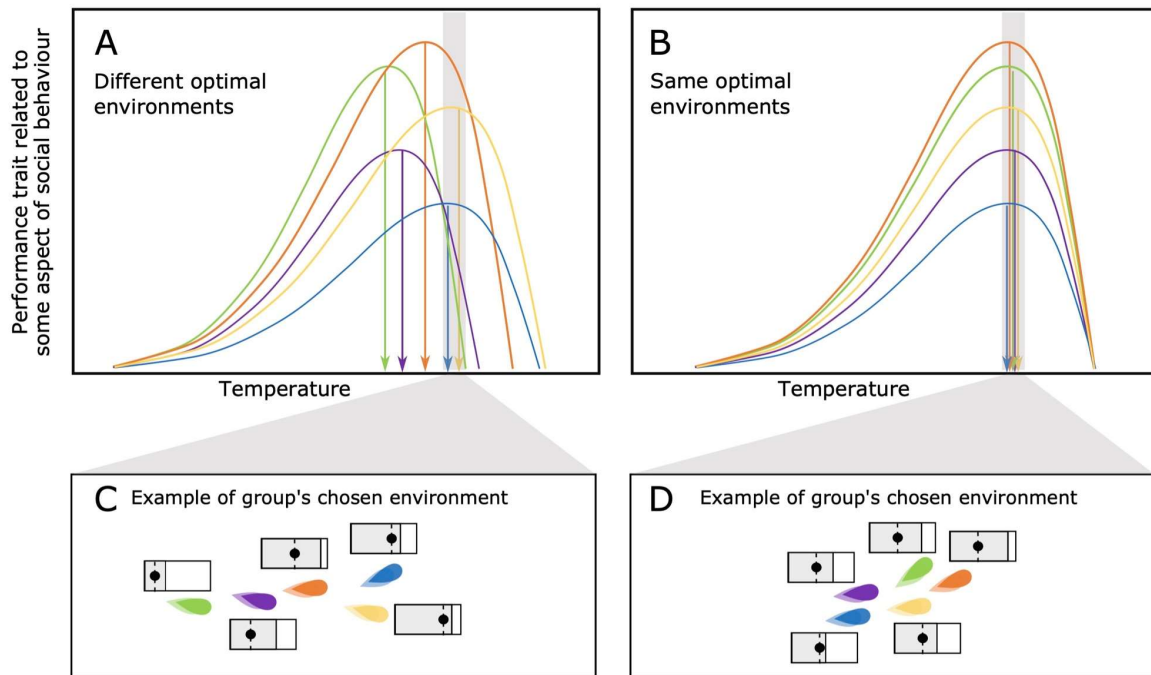 Performance trait related to
some aspect of social behaviour
A
Different optimal
environments
Temperature
B
Same optimal
environments
Temperature
C Example of group's chosen environment
D Example of group's chosen environment